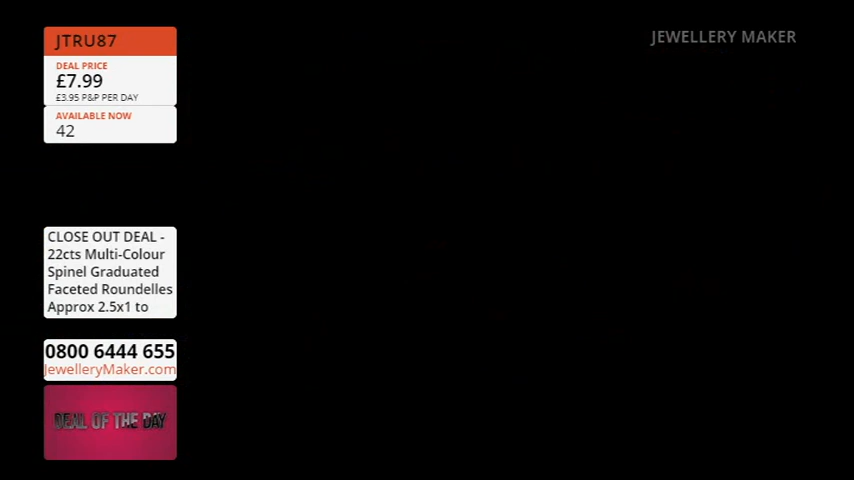 JTRU87
JEWELLERY MAKER
DEAL PRICE
£7.99
£3.95 P&P PER DAY
AVAILABLE NOW
42
CLOSE OUT DEAL -
22cts Multi-Colour
Spinel Graduated
Faceted Roundelles
Approx 2.5x1 to
0800 6444 655
JewelleryMaker.com
DEAL OF THE DAY